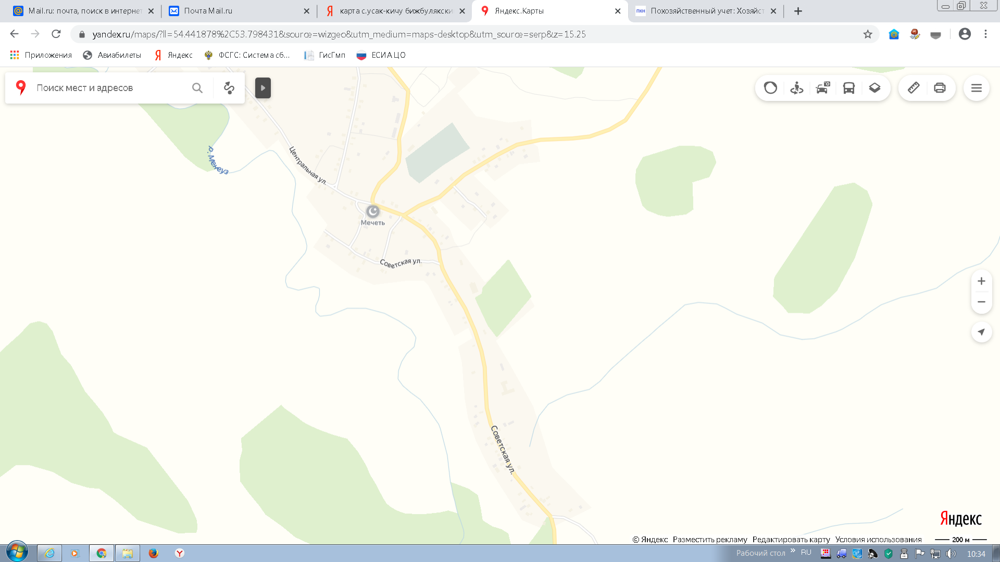 Mail.ru: почта, поиск в интернет
Почта Mail.ru
карта с.усак-кичу бижбулякски
Яндекс.Карты
Похозяйственный учет: Хозяйст
yandex.ru/maps/?ll=54.441878%2C53.798431&source=wizgeo&utm_medium=maps-desktop&utm_source=serp&z=15.25
Приложения
Авиабилеты
Яндекс
ФСГС: Система сб...
ГисГмп
ЕСИА ЦО
Поиск мест и адресов
р. Менеуз
Центральная ул.
Мечеть
Советская ул.
Советская ул.
Яндекс
© Яндекс Разместить рекламу Редактировать карту Условия использования 200 м
Рабочий стол » RU 10:34